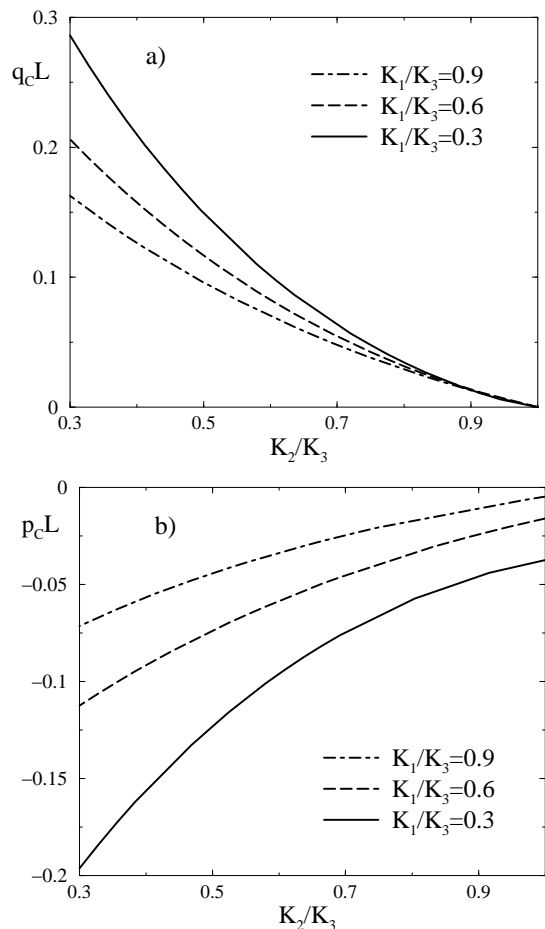 0.3
a)
q_C L
K_1/K_3=0.9
K_1/K_3=0.6
K_1/K_3=0.3
0.2
0.1
0
0.3 0.5 0.7 0.9
K_2/K_3
0
p_C L
b)
−0.05
−0.1
−0.15
K_1/K_3=0.9
K_1/K_3=0.6
K_1/K_3=0.3
−0.2
0.3 0.5 0.7 0.9
K_2/K_3